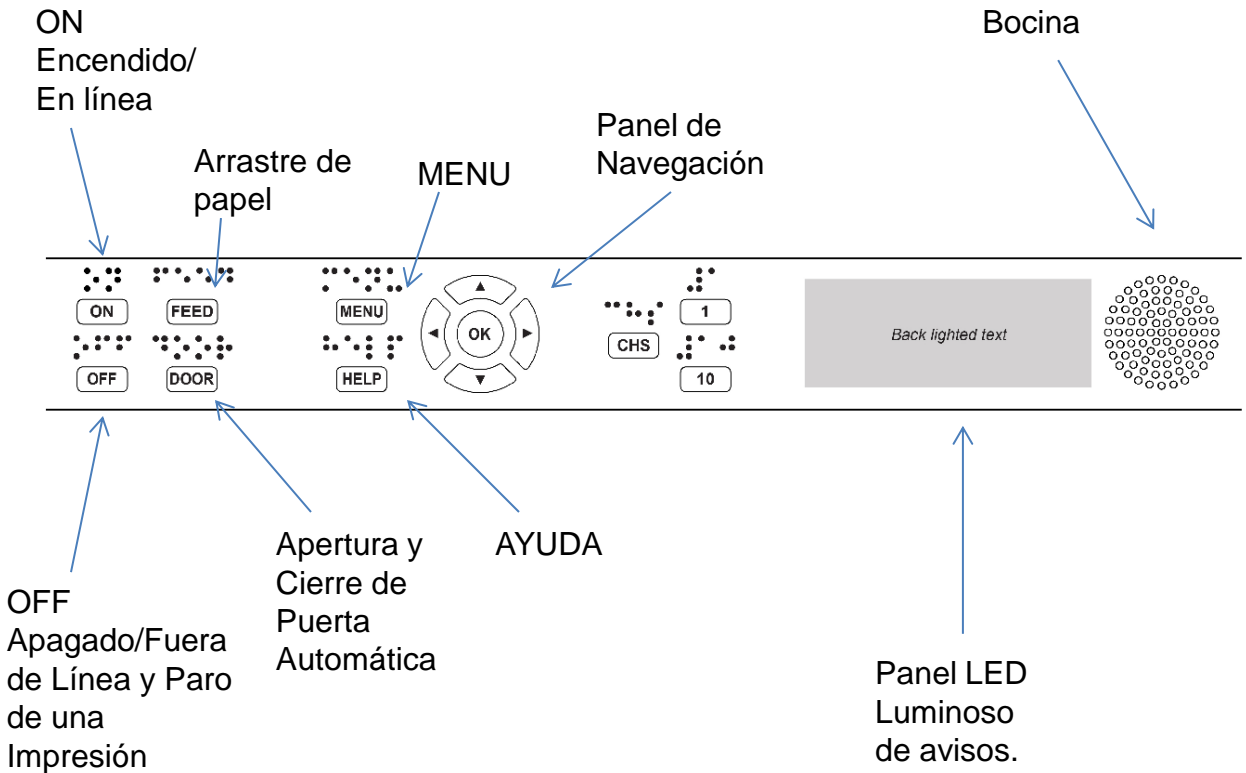 ON
Encendido/
En línea
Bocina
Arrastre de
papel
MENU
Panel de
Navegación
ON
FEED
MENU
OK
CHS
1
Back lighted text
OFF
DOOR
HELP
10
OFF
Apagado/Fuera
de Línea y Paro
de una
Impresión
Apertura y
Cierre de
Puerta
Automática
AYUDA
Panel LED
Luminoso
de avisos.